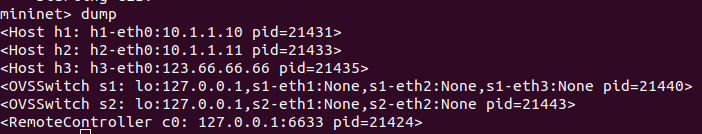 mininet> dump
<Host h1: h1-eth0:10.1.1.10 pid=21431>
<Host h2: h2-eth0:10.1.1.11 pid=21433>
<Host h3: h3-eth0:123.66.66.66 pid=21435>
<OVSSwitch s1: lo:127.0.0.1,s1-eth1:None,s1-eth2:None,s1-eth3:None pid=21440>
<OVSSwitch s2: lo:127.0.0.1,s2-eth1:None,s2-eth2:None pid=21443>
<RemoteController c0: 127.0.0.1:6633 pid=21424>